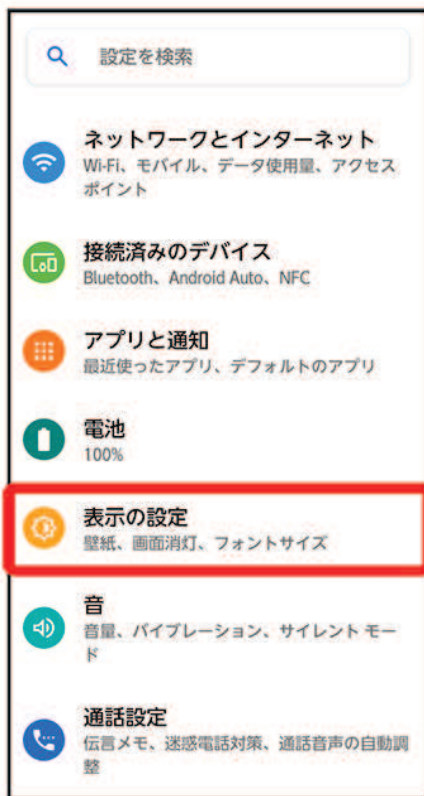 設定を検索
ネットワークとインターネット
Wi-Fi、モバイル、データ使用量、アクセス
ポイント
接続済みのデバイス
Bluetooth、Android Auto、NFC
アプリと通知
最近使ったアプリ、デフォルトのアプリ
電池
100%
表示の設定
壁紙、画面消灯、フォントサイズ
音
音量、バイブレーション、サイレント モー
ド
通話設定
伝言メモ、迷惑電話対策、通話音声の自動調
整